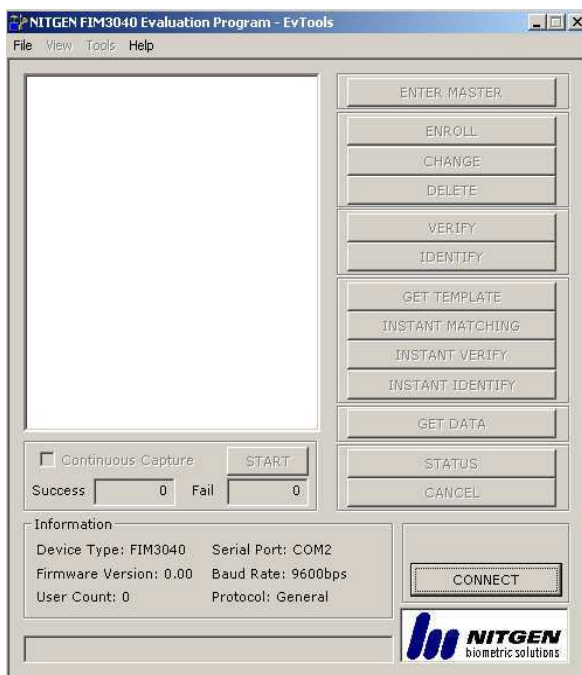 NITGEN FIM3040 Evaluation Program - EvTools
File View Tools Help
ENTER MASTER
ENROLL
CHANGE
DELETE
VERIFY
IDENTIFY
GET TEMPLATE
INSTANT MATCHING
INSTANT VERIFY
INSTANT IDENTIFY
GET DATA
STATUS
CANCEL
Continuous Capture START
Success 0 Fail 0
Information
Device Type: FIM3040 Serial Port: COM2
Firmware Version: 0.00 Baud Rate: 9600bps
User Count: 0 Protocol: General
CONNECT
NITGEN
biometric solutions